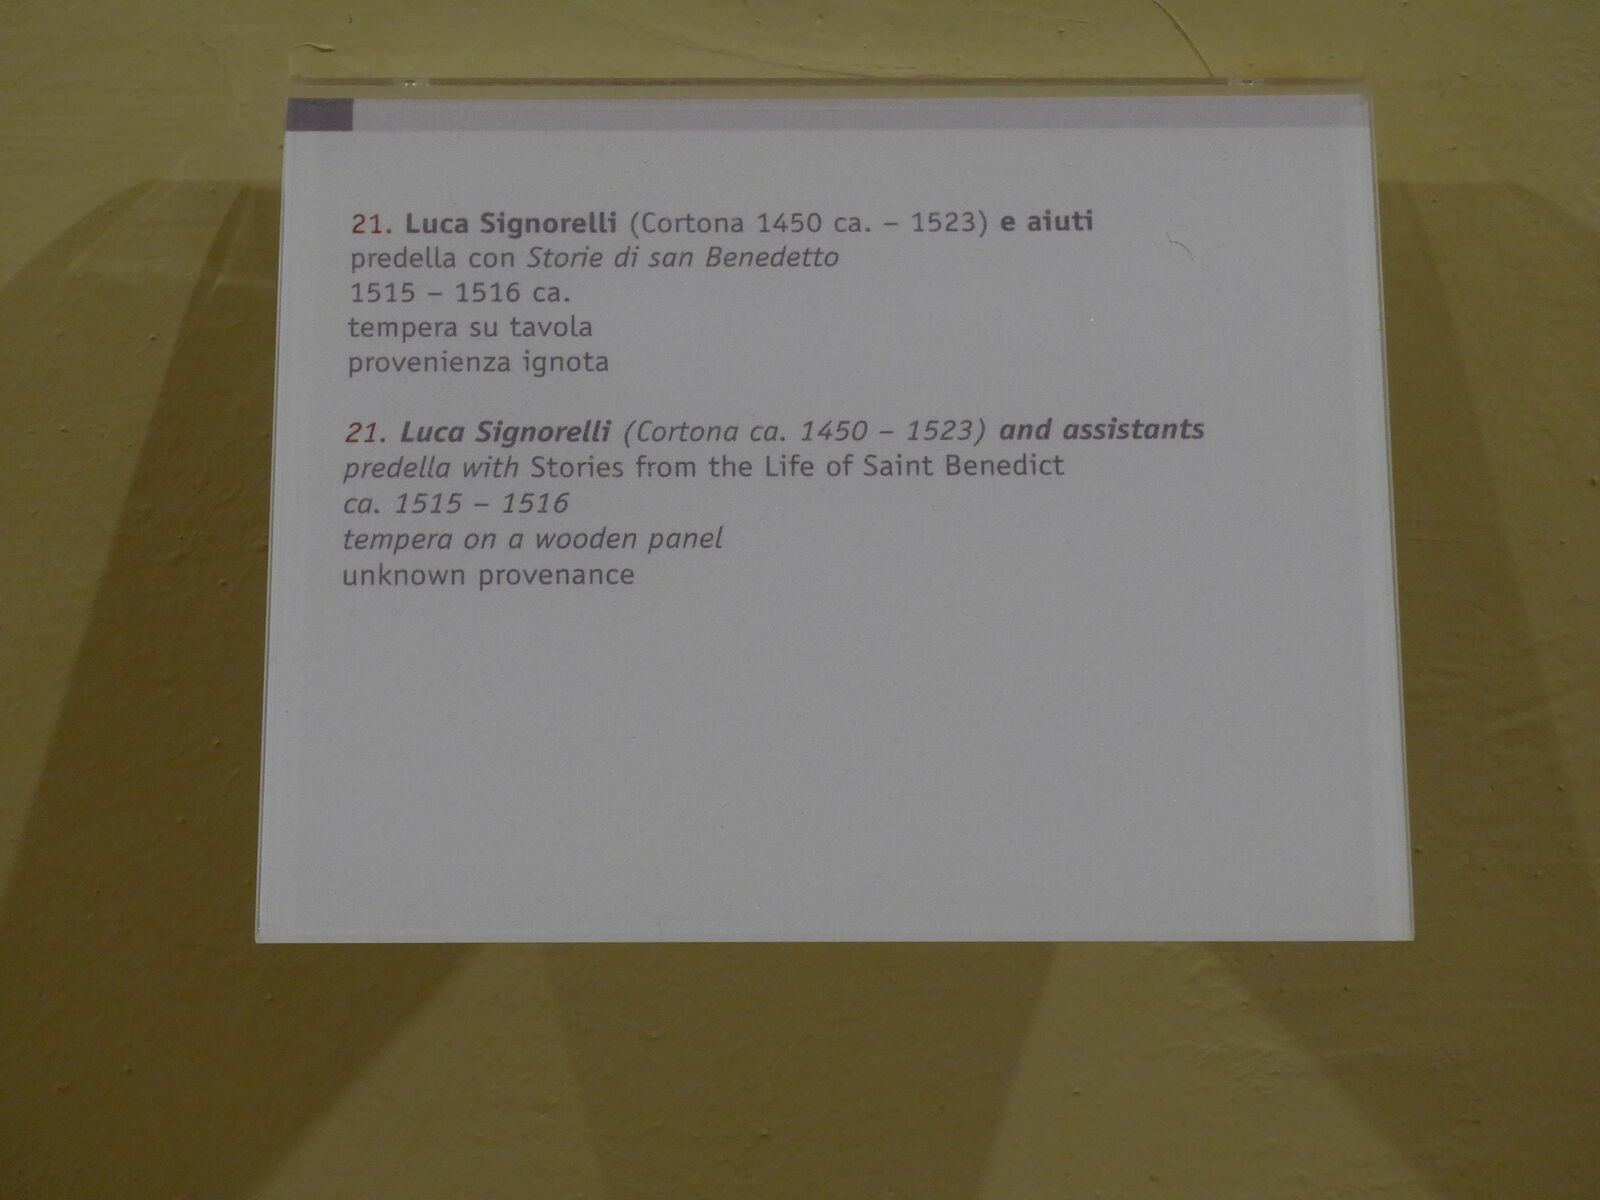 21. Luca Signorelli (Cortona 1450 ca. – 1523) e aiuti
predella con Storie di san Benedetto
1515 – 1516 ca.
tempera su tavola
provenienza ignota
21. Luca Signorelli (Cortona ca. 1450 – 1523) and assistants
predella with Stories from the Life of Saint Benedict
ca. 1515 – 1516
tempera on a wooden panel
unknown provenance